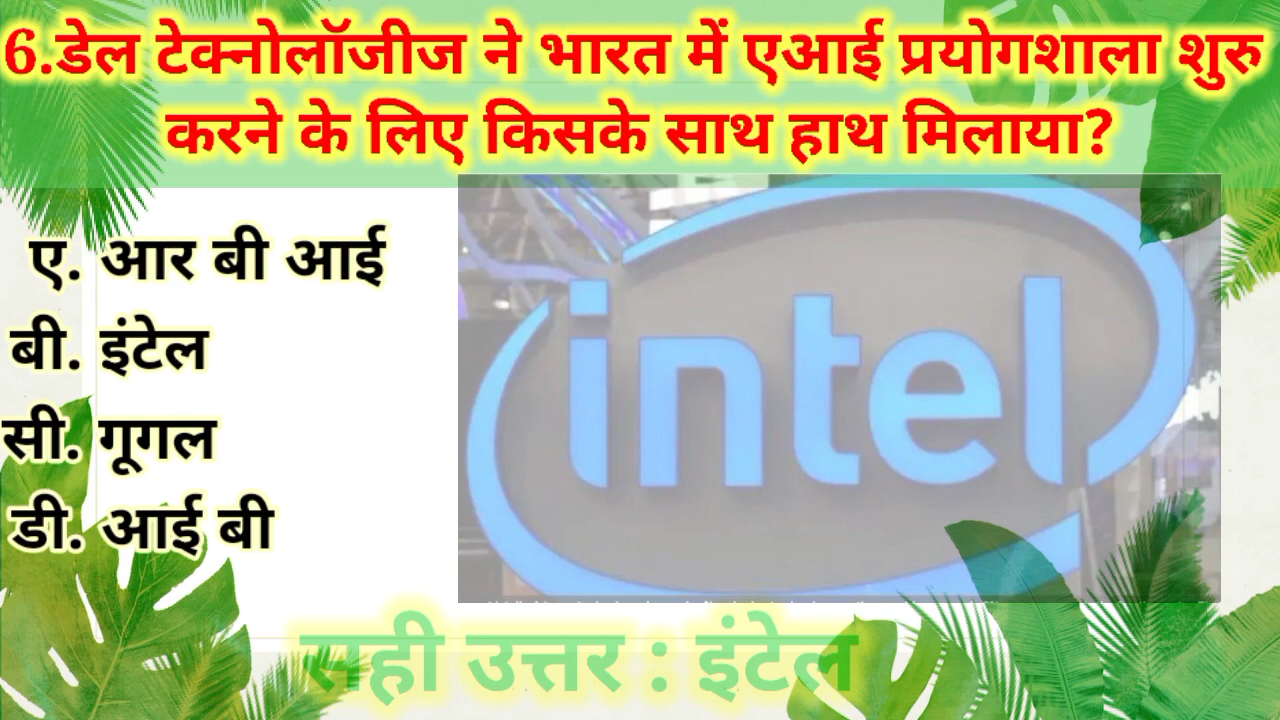 6.डेल टेक्नोलॉजीज ने भारत में एआई प्रयोगशाला शुरु
करने के लिए किसके साथ हाथ मिलाया?
ए. आर बी आई
बी. इंटेल
सी. गूगल
डी. आई बी
intel
सही उत्तर : इंटेल